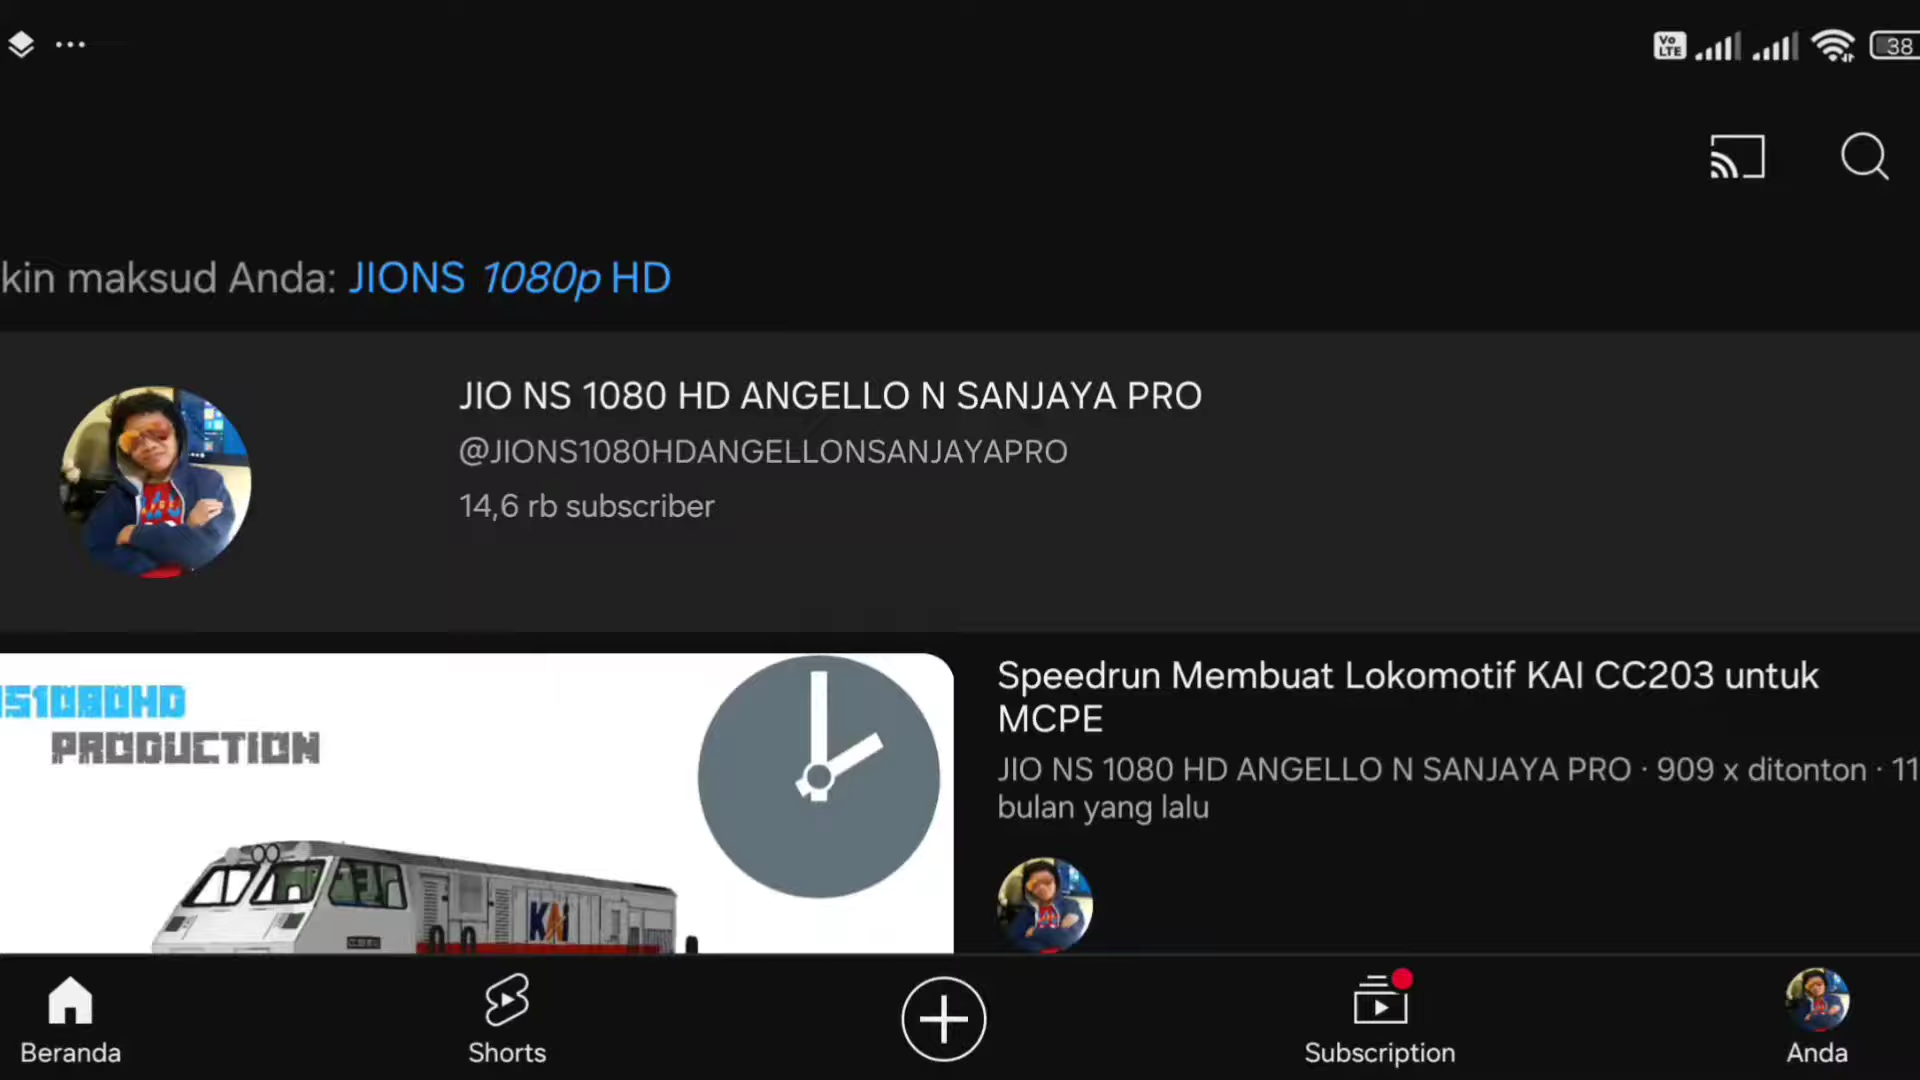 Vo LTE
38
kin maksud Anda: JIONS 1080p HD
JIO NS 1080 HD ANGELLO N SANJAYA PRO
@JIONS1080HDANGELLONSANJAYAPRO
14,6 rb subscriber
S1080HD
PRODUCTION
KAI
Speedrun Membuat Lokomotif KAI CC203 untuk
MCPE
JIO NS 1080 HD ANGELLO N SANJAYA PRO · 909 x ditonton · 11
bulan yang lalu
Beranda
Shorts
Subscription
Anda